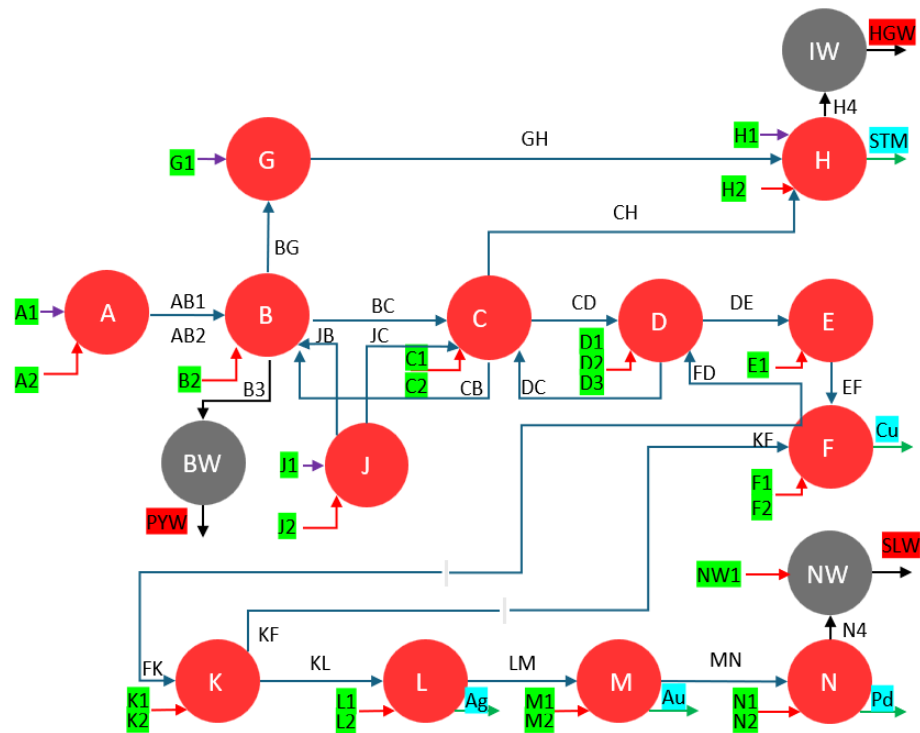 IW
HGW
H4
G1
G
GH
H1
H
STM
H2
CH
BG
A1
A
AB1
AB2
B
BC
C
CD
D
DE
E
JB
JC
C1
C2
D1
D2
D3
FD
E1
A2
B2
B3
CB
DC
EF
BW
J1
J
KF
F
Cu
F1
F2
PYW
J2
SLW
NW1
NW
N4
KF
FK
K
KL
L
LM
M
MN
N
K1
K2
L1
L2
Ag
M1
M2
Au
N1
N2
Pd